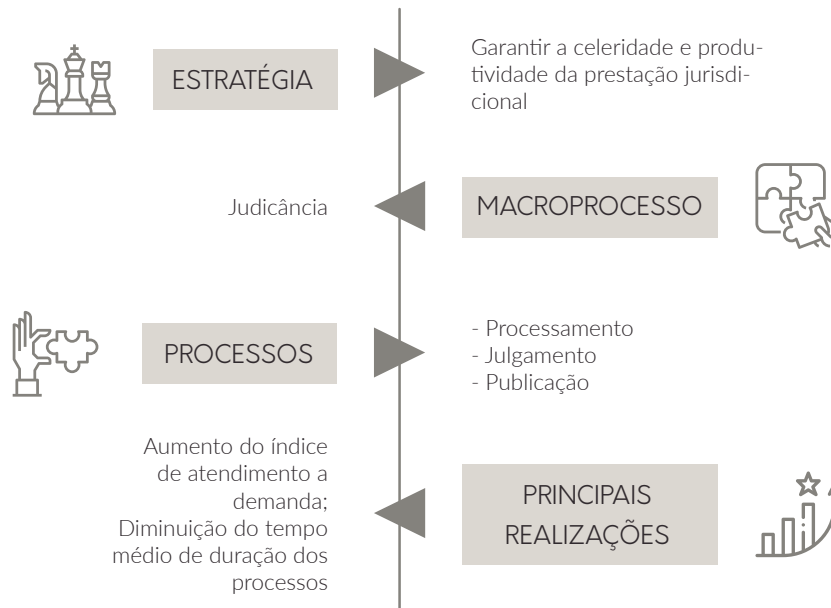 ESTRATÉGIA
Garantir a celeridade e produ-
tividade da prestação jurisdi-
cional
Judicância
MACROPROCESSO
PROCESSOS
- Processamento
- Julgamento
- Publicação
Aumento do índice
de atendimento a
demanda;
Diminuição do tempo
médio de duração dos
processos
PRINCIPAIS
REALIZAÇÕES